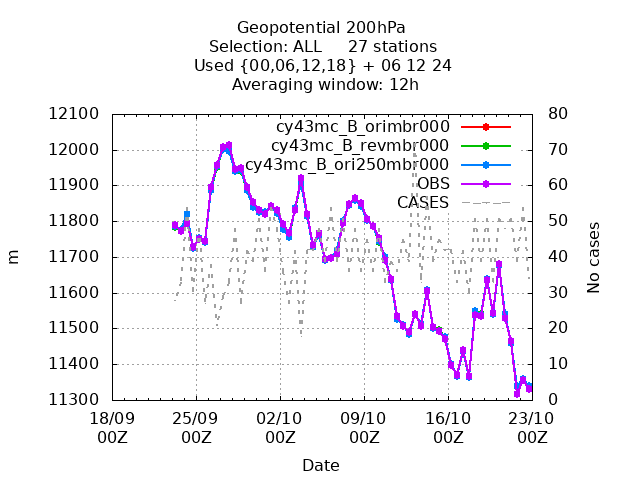 Geopotential 200hPa
Selection: ALL 27 stations
Used {00,06,12,18} + 06 12 24
Averaging window: 12h
cy43mc_B_orimbr000
cy43mc_B_revmbr000
cy43mc_B_ori250mbr000
OBS
CASES
12100
12000
11900
11800
11700
11600
11500
11400
11300
m
80
70
60
50
40
30
20
10
0
No cases
18/09 25/09 02/10 09/10 16/10 23/10
00Z 00Z 00Z 00Z 00Z 00Z
Date